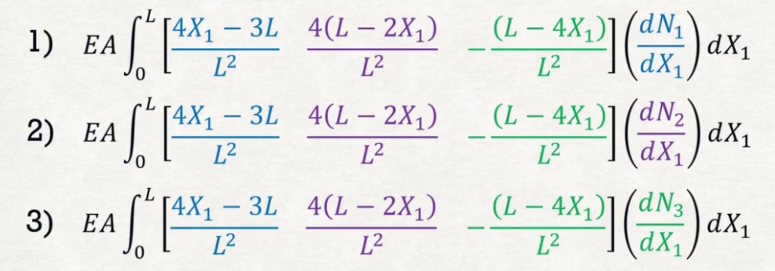 1) EA ∫₀ᴸ [ (4X₁ − 3L)/L²   4(L − 2X₁)/L²   −(L − 4X₁)/L² ] (dN₁/dX₁) dX₁
2) EA ∫₀ᴸ [ (4X₁ − 3L)/L²   4(L − 2X₁)/L²   −(L − 4X₁)/L² ] (dN₂/dX₁) dX₁
3) EA ∫₀ᴸ [ (4X₁ − 3L)/L²   4(L − 2X₁)/L²   −(L − 4X₁)/L² ] (dN₃/dX₁) dX₁